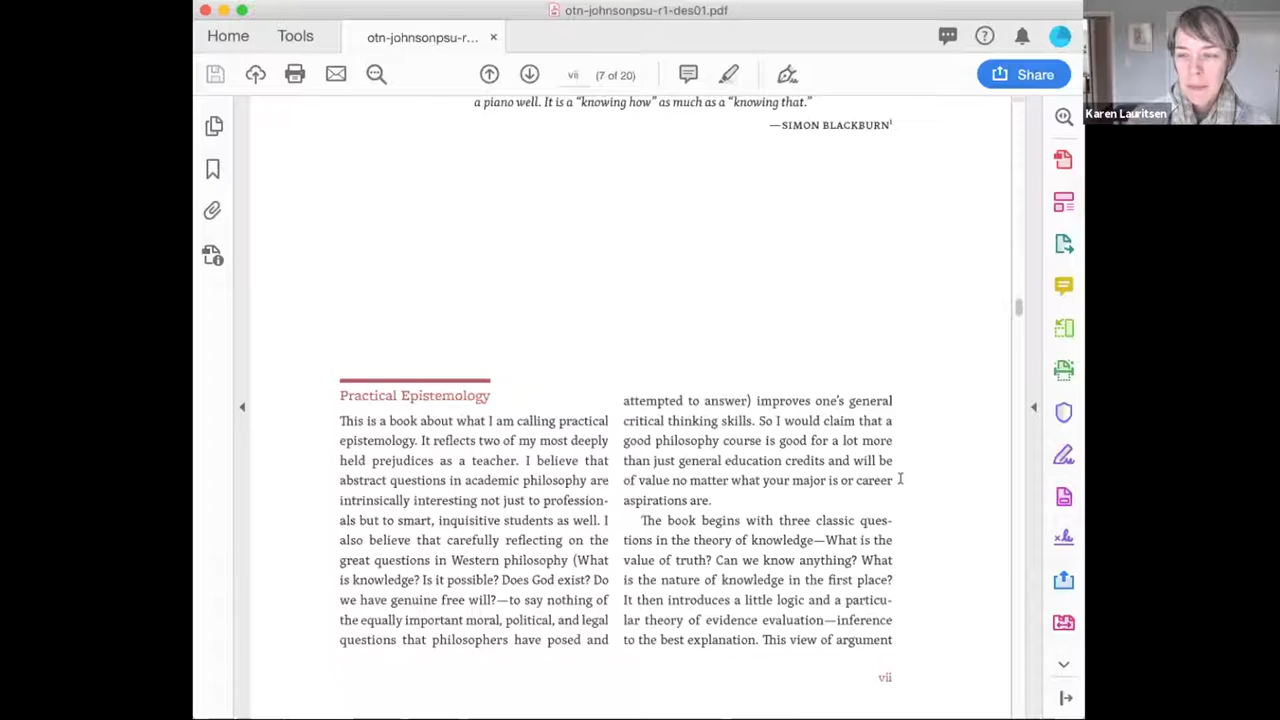 otn-johnsonpsu-r1-des01.pdf
Home
Tools
otn-johnsonpsu-r...
vii
(7 of 20)
Share
Karen Lauritsen
a piano well. It is a “knowing how” as much as a “knowing that.”
—SIMON BLACKBURN1
Practical Epistemology
This is a book about what I am calling practical
epistemology. It reflects two of my most deeply
held prejudices as a teacher. I believe that
abstract questions in academic philosophy are
intrinsically interesting not just to profession-
als but to smart, inquisitive students as well. I
also believe that carefully reflecting on the
great questions in Western philosophy (What
is knowledge? Is it possible? Does God exist? Do
we have genuine free will?—to say nothing of
the equally important moral, political, and legal
questions that philosophers have posed and
attempted to answer) improves one’s general
critical thinking skills. So I would claim that a
good philosophy course is good for a lot more
than just general education credits and will be
of value no matter what your major is or career
aspirations are.
The book begins with three classic ques-
tions in the theory of knowledge—What is the
value of truth? Can we know anything? What
is the nature of knowledge in the first place?
It then introduces a little logic and a particu-
lar theory of evidence evaluation—inference
to the best explanation. This view of argument
vii